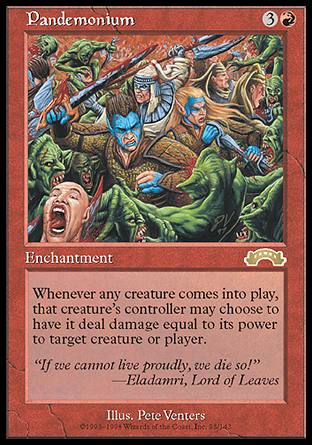 Pandemonium 3
Enchantment
Whenever any creature comes into play,
that creature's controller may choose to
have it deal damage equal to its power
to target creature or player.
"If we cannot live proudly, we die so!"
—Eladamri, Lord of Leaves
Illus. Pete Venters
©1993–1998 Wizards of the Coast, Inc. 93/143